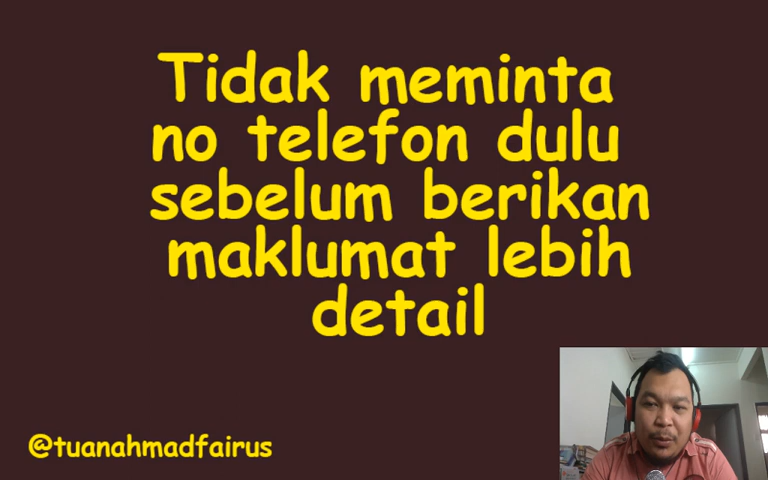 Tidak meminta
no telefon dulu
sebelum berikan
maklumat lebih
detail
@tuanahmadfairus